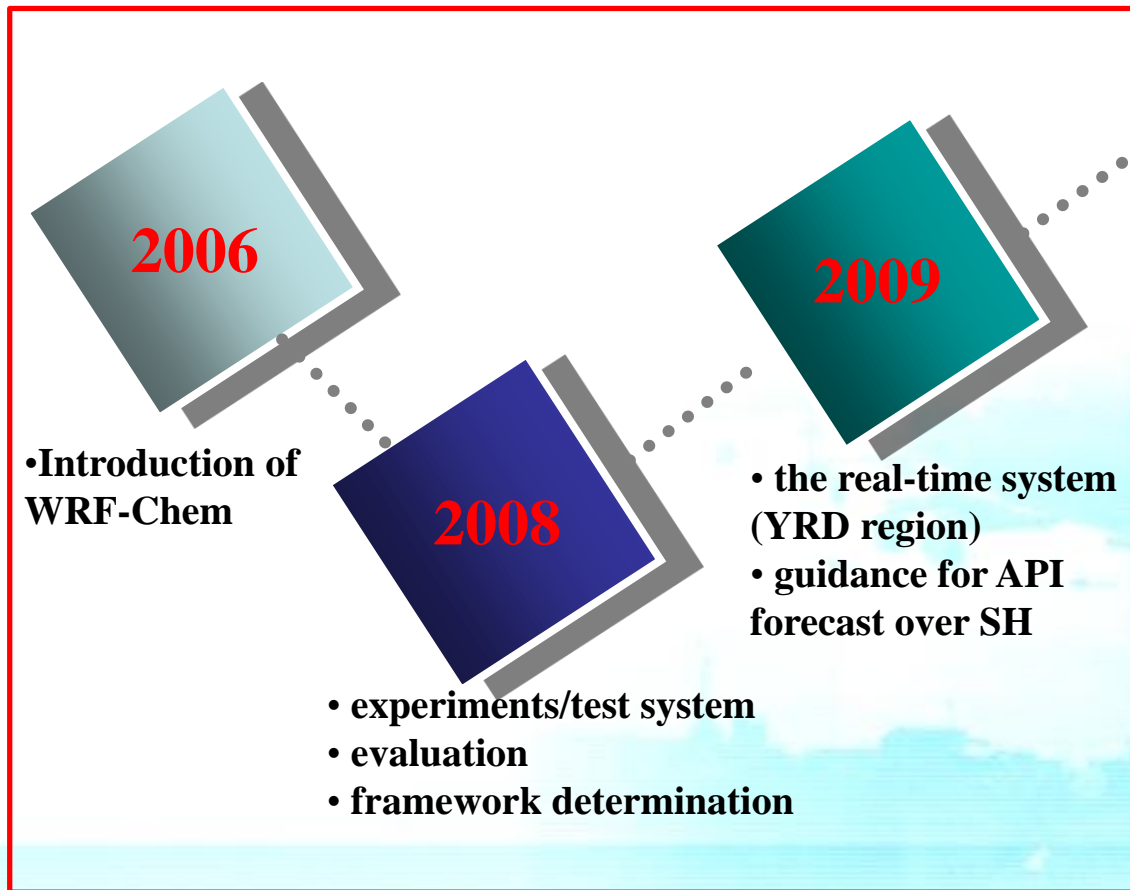 2006
•Introduction of
WRF-Chem
2008
• experiments/test system
• evaluation
• framework determination
2009
• the real-time system
(YRD region)
• guidance for API
forecast over SH